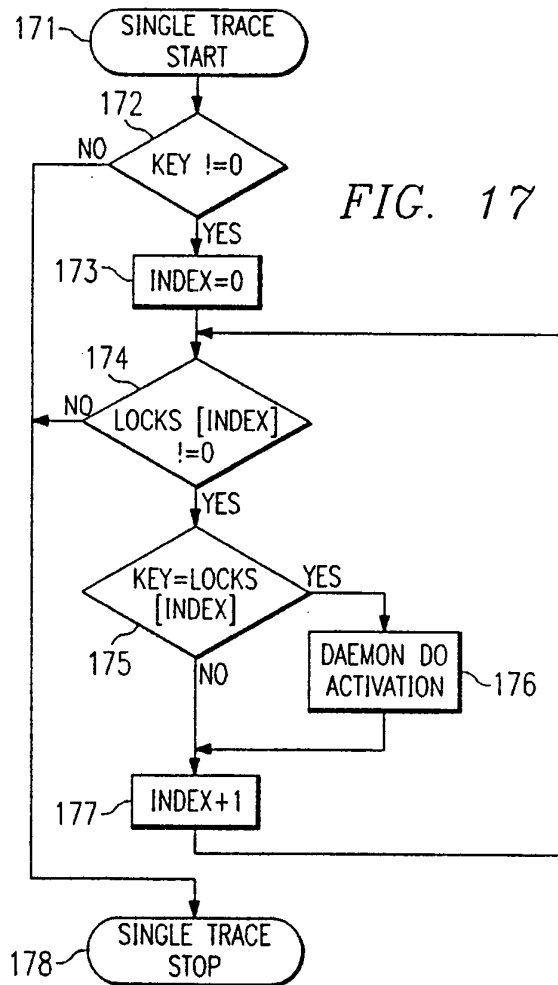 171
SINGLE TRACE
START
172
NO
KEY !=0
FIG. 17
YES
173
INDEX=0
174
NO
LOCKS [INDEX]
!=0
YES
KEY=LOCKS
[INDEX]
YES
175
NO
DAEMON DO
ACTIVATION
176
177
INDEX+1
178
SINGLE TRACE
STOP